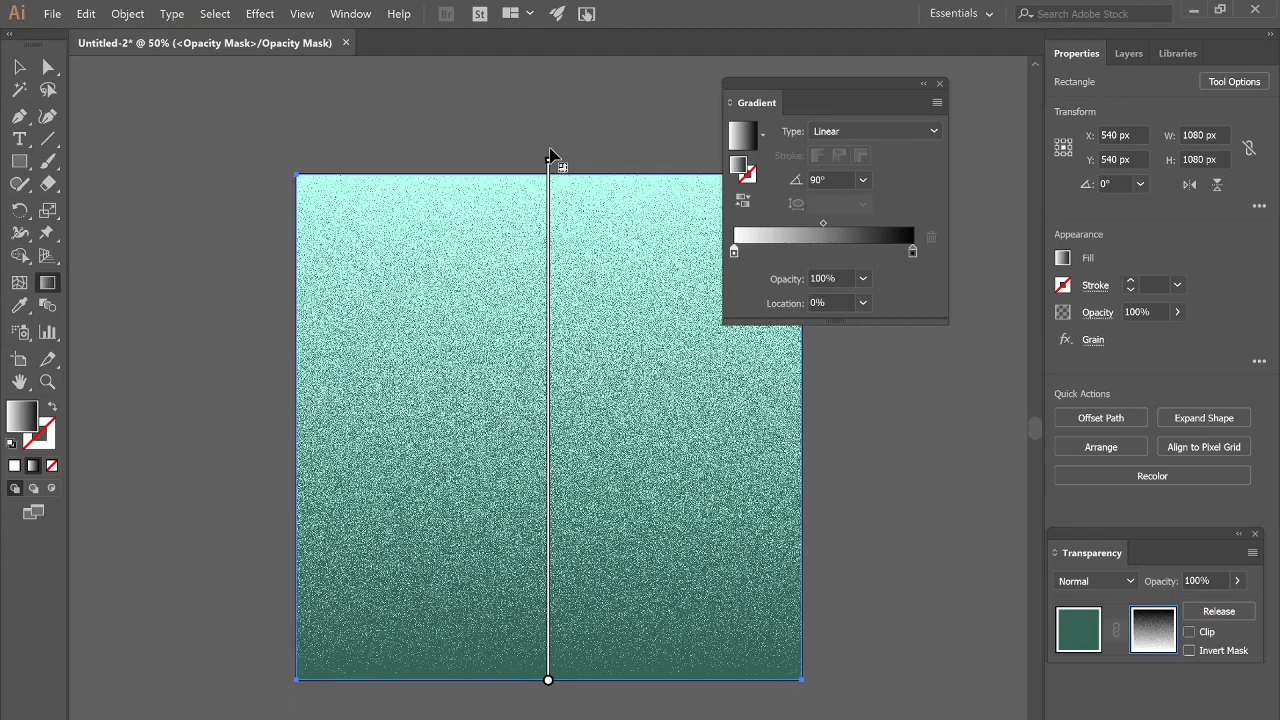 Ai File Edit Object Type Select Effect View Window Help Br St Essentials Search Adobe Stock
Untitled-2* @ 50% (<Opacity Mask>/Opacity Mask)
Gradient
Type: Linear
Stroke:
90°
Opacity: 100%
Location: 0%
Properties Layers Libraries
Rectangle Tool Options
Transform
X: 540 px W: 1080 px
Y: 540 px H: 1080 px
0°
Appearance
Fill
Stroke
Opacity 100%
fx. Grain
Quick Actions
Offset Path Expand Shape
Arrange Align to Pixel Grid
Recolor
Transparency
Normal Opacity: 100%
Release
Clip
Invert Mask